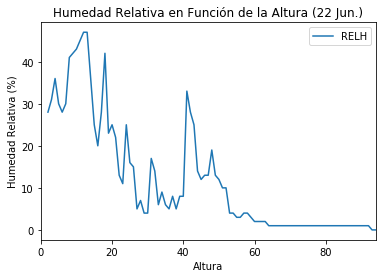 Humedad Relativa en Función de la Altura (22 Jun.)
RELH
Humedad Relativa (%)
40
30
20
10
0
0
20
40
60
80
Altura